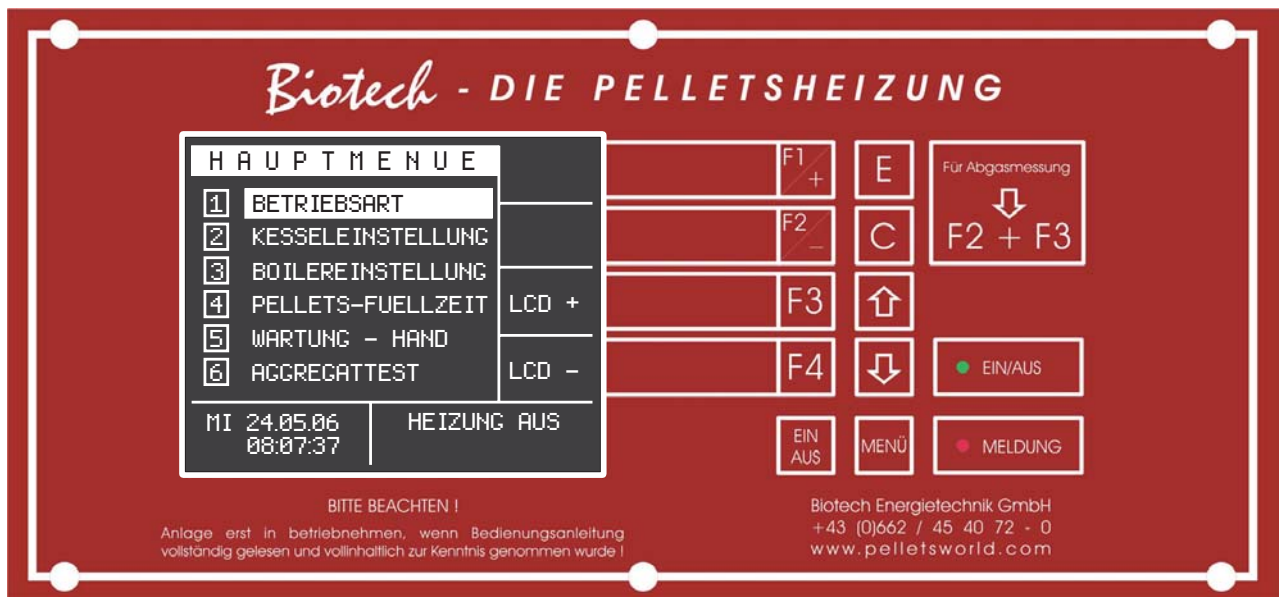 Biotech - DIE PELLETSHEIZUNG
HAUPTMENUE
1 BETRIEBSART
2 KESSELEINSTELLUNG
3 BOILEREINSTELLUNG
4 PELLETS-FUELLZEIT
5 WARTUNG - HAND
6 AGGREGATTEST
LCD +
LCD -
MI 24.05.06
08:07:37
HEIZUNG AUS
F1 / +
F2 / -
F3
F4
E
C
EIN
AUS
MENÜ
Für Abgasmessung
F2 + F3
EIN/AUS
MELDUNG
BITTE BEACHTEN !
Anlage erst in betriebnehmen, wenn Bedienungsanleitung
vollständig gelesen und vollinhaltlich zur Kenntnis genommen wurde !
Biotech Energietechnik GmbH
+43 (0)662 / 45 40 72 - 0
www.pelletsworld.com